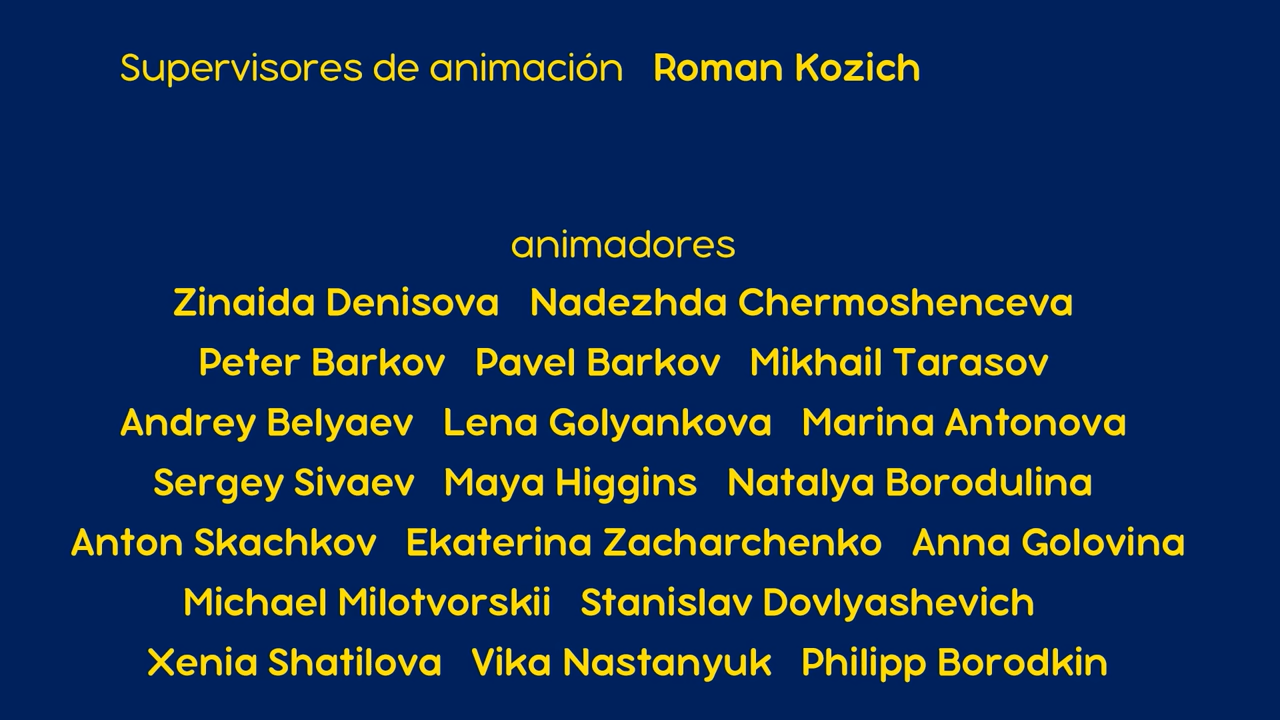 Supervisores de animación Roman Kozich
animadores
Zinaida Denisova Nadezhda Chermoshenceva
Peter Barkov Pavel Barkov Mikhail Tarasov
Andrey Belyaev Lena Golyankova Marina Antonova
Sergey Sivaev Maya Higgins Natalya Borodulina
Anton Skachkov Ekaterina Zacharchenko Anna Golovina
Michael Milotvorskii Stanislav Dovlyashevich
Xenia Shatilova Vika Nastanyuk Philipp Borodkin